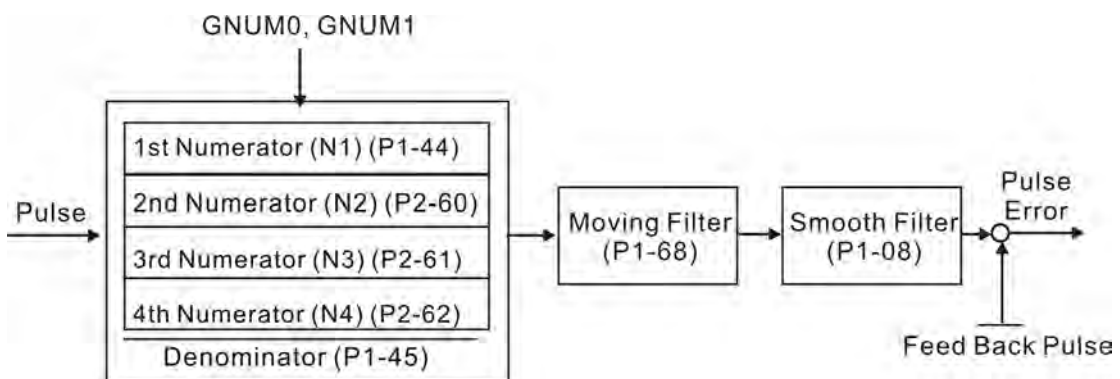 GNUM0, GNUM1
Pulse
1st Numerator (N1) (P1-44)
2nd Numerator (N2) (P2-60)
3rd Numerator (N3) (P2-61)
4th Numerator (N4) (P2-62)
Denominator (P1-45)
Moving Filter
(P1-68)
Smooth Filter
(P1-08)
Pulse
Error
Feed Back Pulse